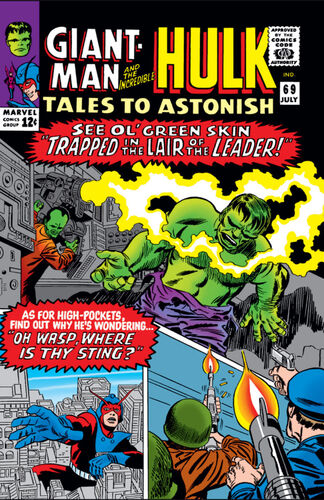 GIANT-
MAN AND THE INCREDIBLE HULK
TALES TO ASTONISH
APPROVED
BY THE
COMICS
CODE
AUTHORITY
MARVEL
COMICS
GROUP 12¢
IND.
69
JULY
SEE OL' GREEN SKIN
"TRAPPED IN THE LAIR OF THE LEADER!"
AS FOR HIGH-POCKETS,
FIND OUT WHY HE'S WONDERING...
"OH WASP, WHERE
IS THY STING?"